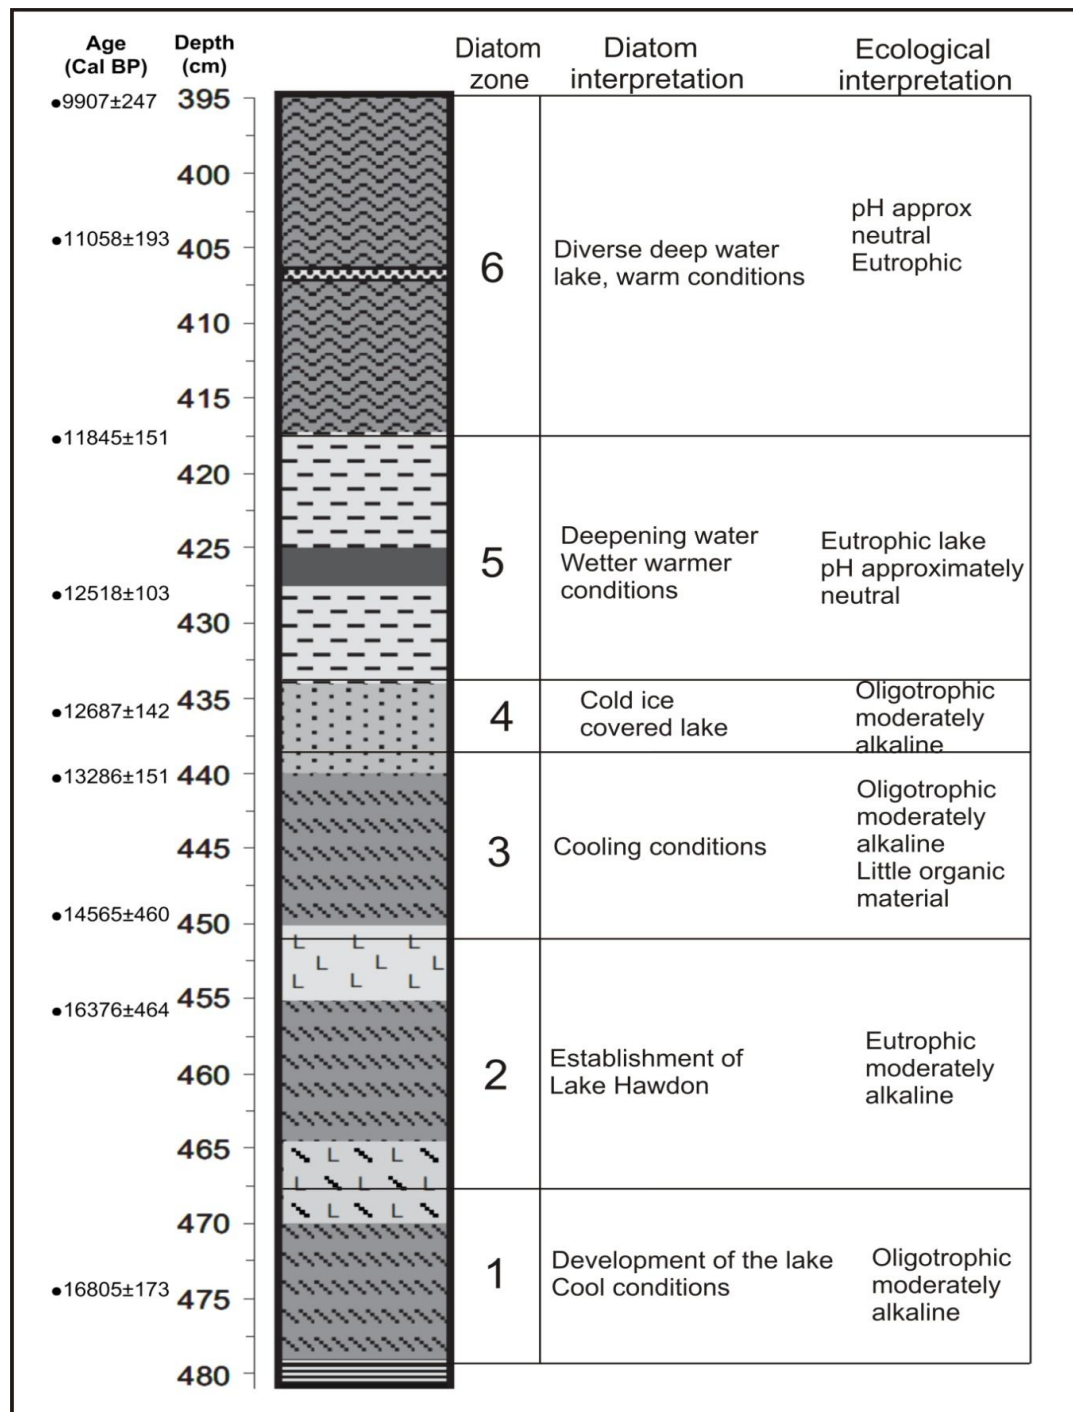 Age
(Cal BP)
Depth
(cm)
Diatom
zone
Diatom
interpretation
Ecological
interpretation
●9907±247
395
400
●11058±193
405
410
415
●11845±151
420
425
●12518±103
430
435
●12687±142
●13286±151
440
445
●14565±460
450
455
●16376±464
460
465
470
●16805±173
475
480
6
Diverse deep water
lake, warm conditions
pH approx
neutral
Eutrophic
5
Deepening water
Wetter warmer
conditions
Eutrophic lake
pH approximately
neutral
4
Cold ice
covered lake
Oligotrophic
moderately
alkaline
3
Cooling conditions
Oligotrophic
moderately
alkaline
Little organic
material
L L L
L L L
L L L
2
Establishment of
Lake Hawdon
Eutrophic
moderately
alkaline
L L
L L
L L
1
Development of the lake
Cool conditions
Oligotrophic
moderately
alkaline